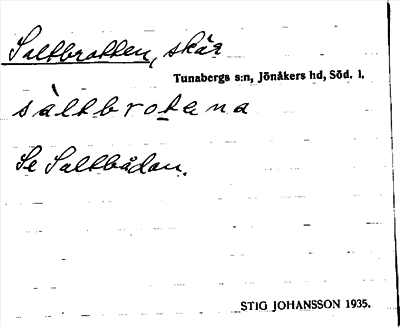 Saltbrotten, skär
Tunabergs s:n, Jönåkers hd, Söd. l.
sàltbrotena
Se Saltbådan.
STIG JOHANSSON 1935.